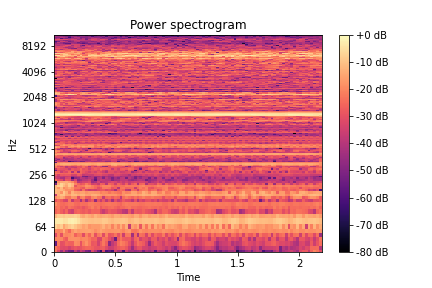 Power spectrogram
Hz
8192
4096
2048
1024
512
256
128
64
0
0 0.5 1 1.5 2
Time
+0 dB
-10 dB
-20 dB
-30 dB
-40 dB
-50 dB
-60 dB
-70 dB
-80 dB